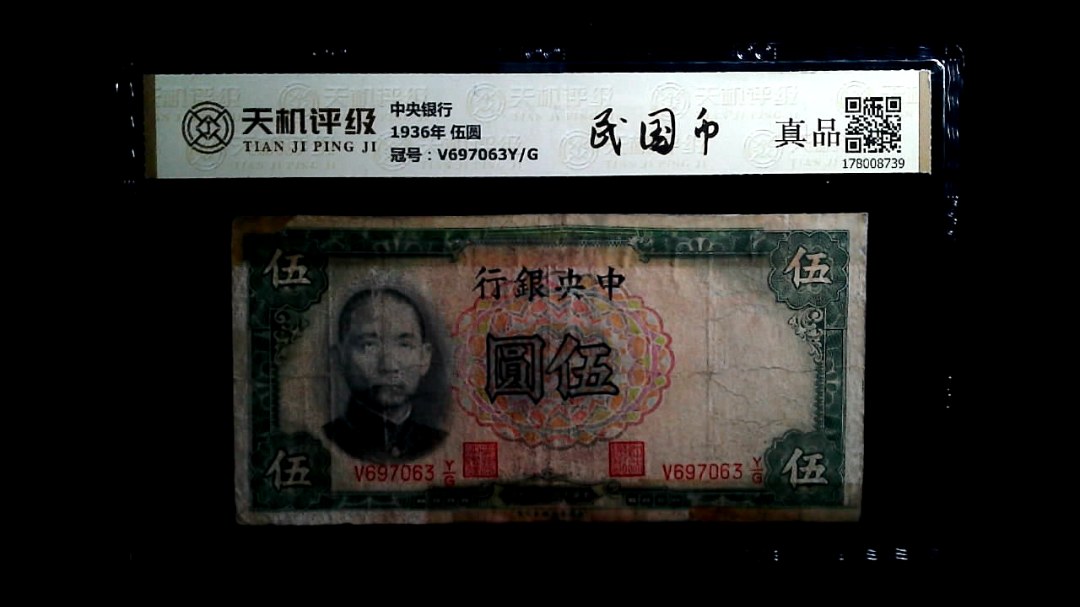 天机评级
TIAN JI PING JI
中央银行
1936年 伍圆
冠号：V697063Y/G
民国币
真品
178008739
伍
伍
行銀央中
圓伍
伍
伍
V697063 Y/G
V697063 Y/G